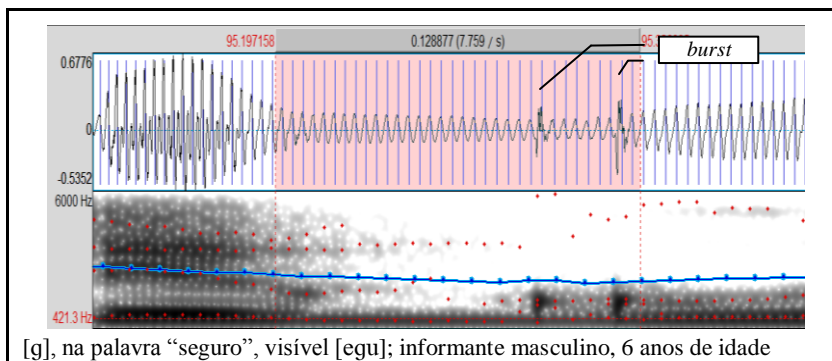 95.197158 0.128877 (7.759 / s)
burst
0.6776
0
-0.5352
6000 Hz
421.3 Hz
[g], na palavra “seguro”, visível [egu]; informante masculino, 6 anos de idade